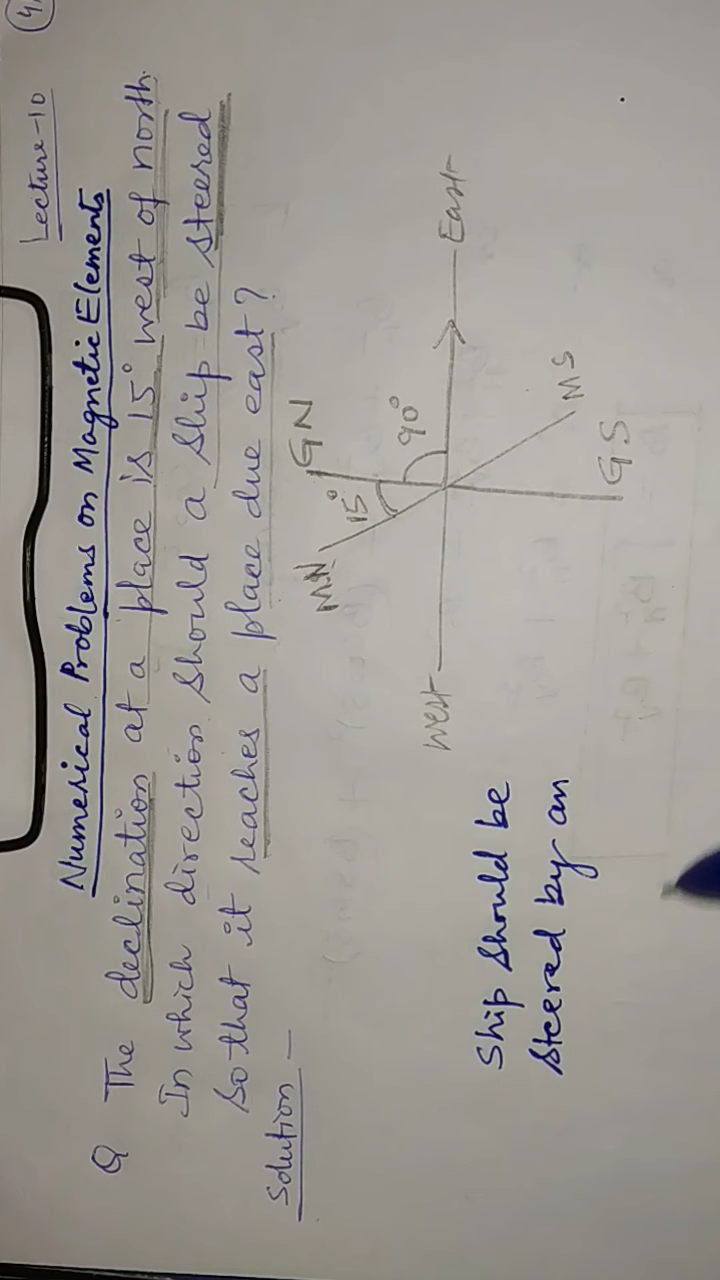 41
Lecture-10
Numerical Problems on Magnetic Elements
Q The declination at a place is 15° west of north.
In which direction should a ship be steered
so that it reaches a place due east?
Solution -
GN
M.N
15°
90°
West
East
MS
GS
Ship should be
steered by an